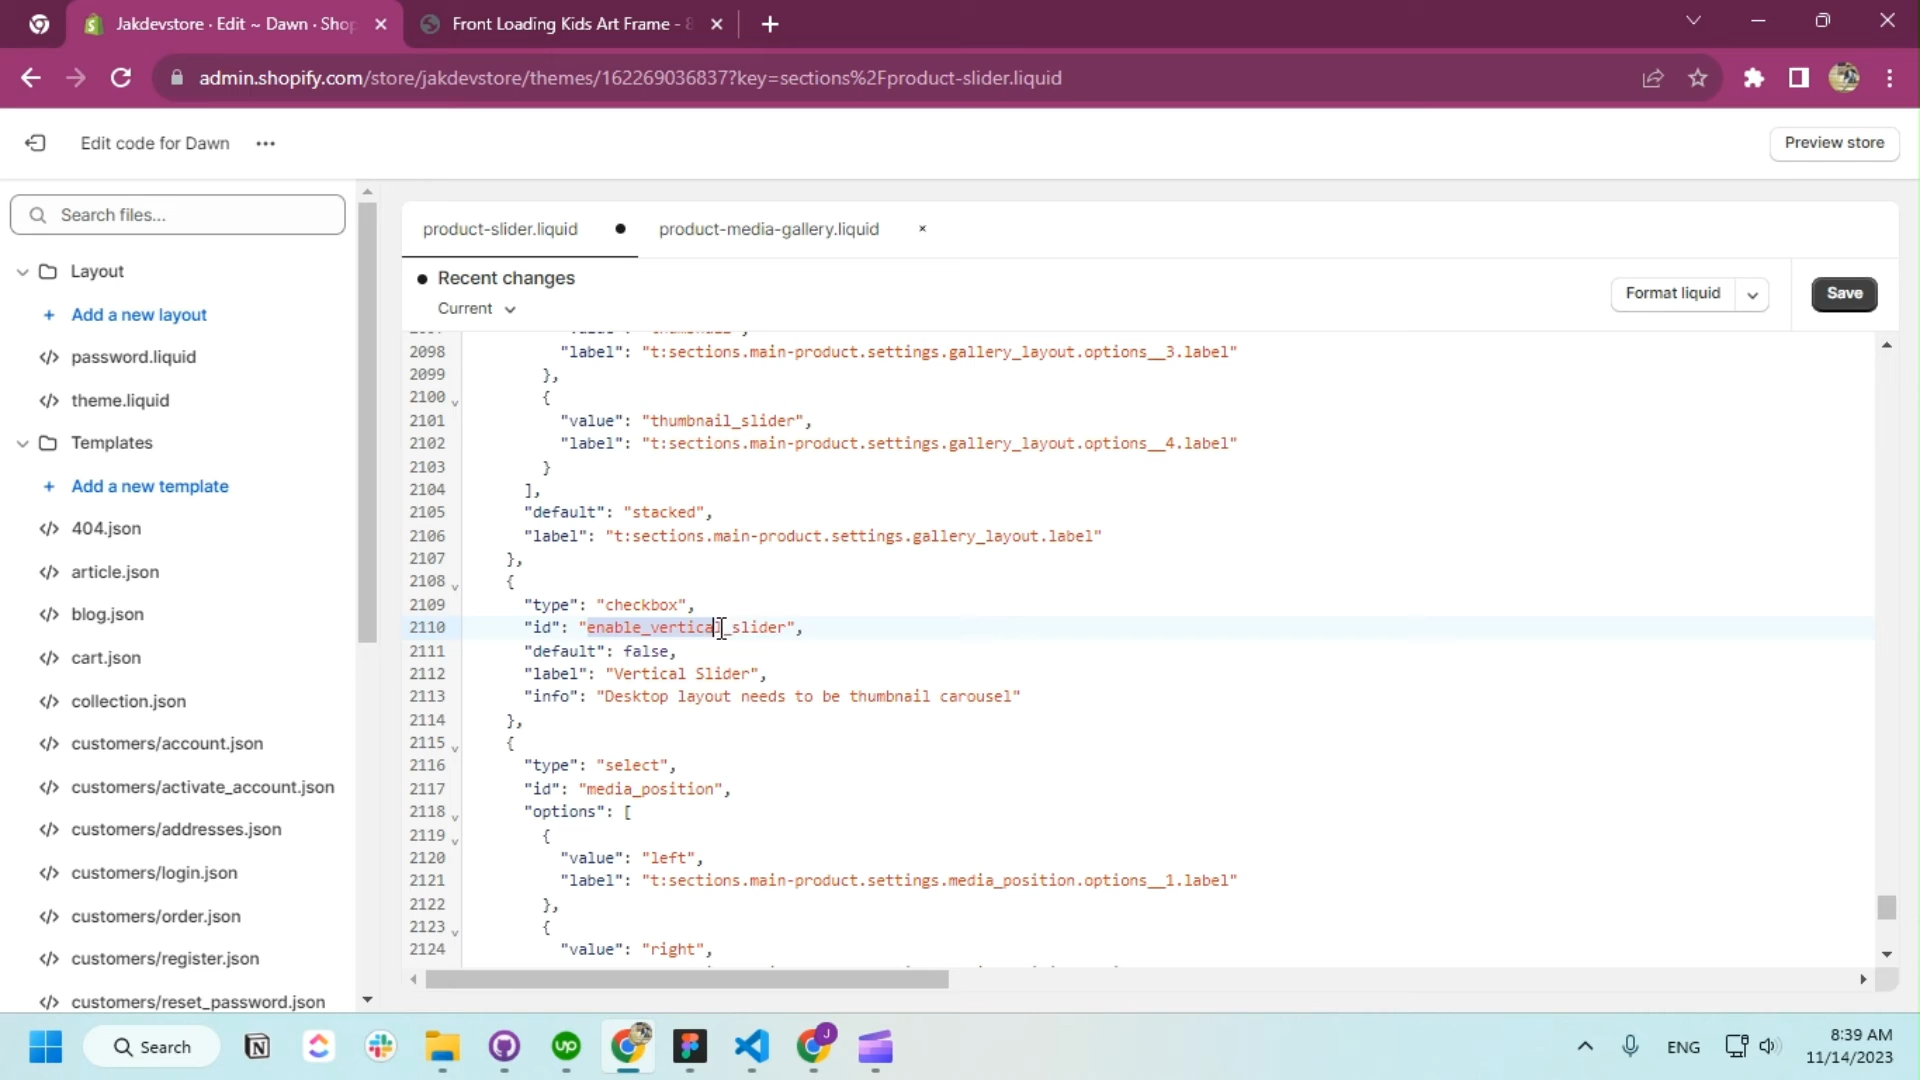 Jakdevstore · Edit ~ Dawn · Shop
Front Loading Kids Art Frame - 8
admin.shopify.com/store/jakdevstore/themes/162269036837?key=sections%2Fproduct-slider.liquid
Edit code for Dawn
Preview store
Search files...
Layout
+ Add a new layout
password.liquid
theme.liquid
Templates
+ Add a new template
404.json
article.json
blog.json
cart.json
collection.json
customers/account.json
customers/activate_account.json
customers/addresses.json
customers/login.json
customers/order.json
customers/register.json
customers/reset_password.json
product-slider.liquid
product-media-gallery.liquid
Recent changes
Current
Format liquid
Save
2098 "label": "t:sections.main-product.settings.gallery_layout.options__3.label"
2099 },
2100 {
2101 "value": "thumbnail_slider",
2102 "label": "t:sections.main-product.settings.gallery_layout.options__4.label"
2103 }
2104 ],
2105 "default": "stacked",
2106 "label": "t:sections.main-product.settings.gallery_layout.label"
2107 },
2108 {
2109 "type": "checkbox",
2110 "id": "enable_vertical_slider",
2111 "default": false,
2112 "label": "Vertical Slider",
2113 "info": "Desktop layout needs to be thumbnail carousel"
2114 },
2115 {
2116 "type": "select",
2117 "id": "media_position",
2118 "options": [
2119 {
2120 "value": "left",
2121 "label": "t:sections.main-product.settings.media_position.options__1.label"
2122 },
2123 {
2124 "value": "right",
Search
ENG
8:39 AM
11/14/2023